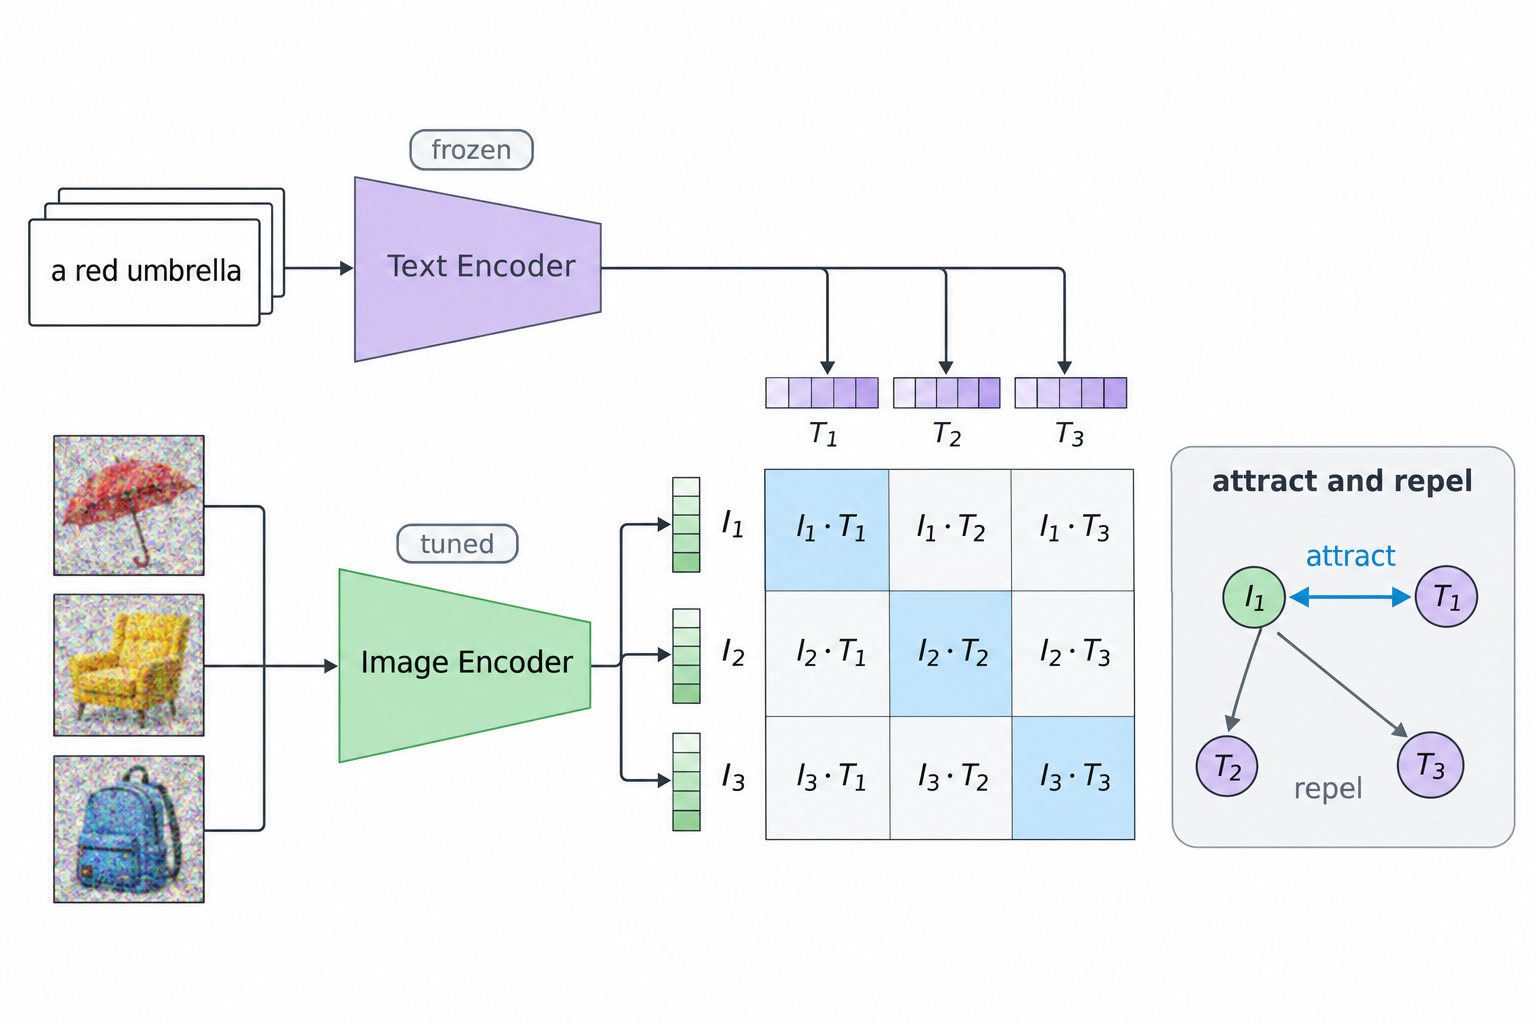 frozen
a red umbrella
Text Encoder
T₁ T₂ T₃
tuned
Image Encoder
I₁
I₂
I₃
I₁ · T₁ I₁ · T₂ I₁ · T₃
I₂ · T₁ I₂ · T₂ I₂ · T₃
I₃ · T₁ I₃ · T₂ I₃ · T₃
attract and repel
attract
I₁ T₁
T₂ T₃
repel